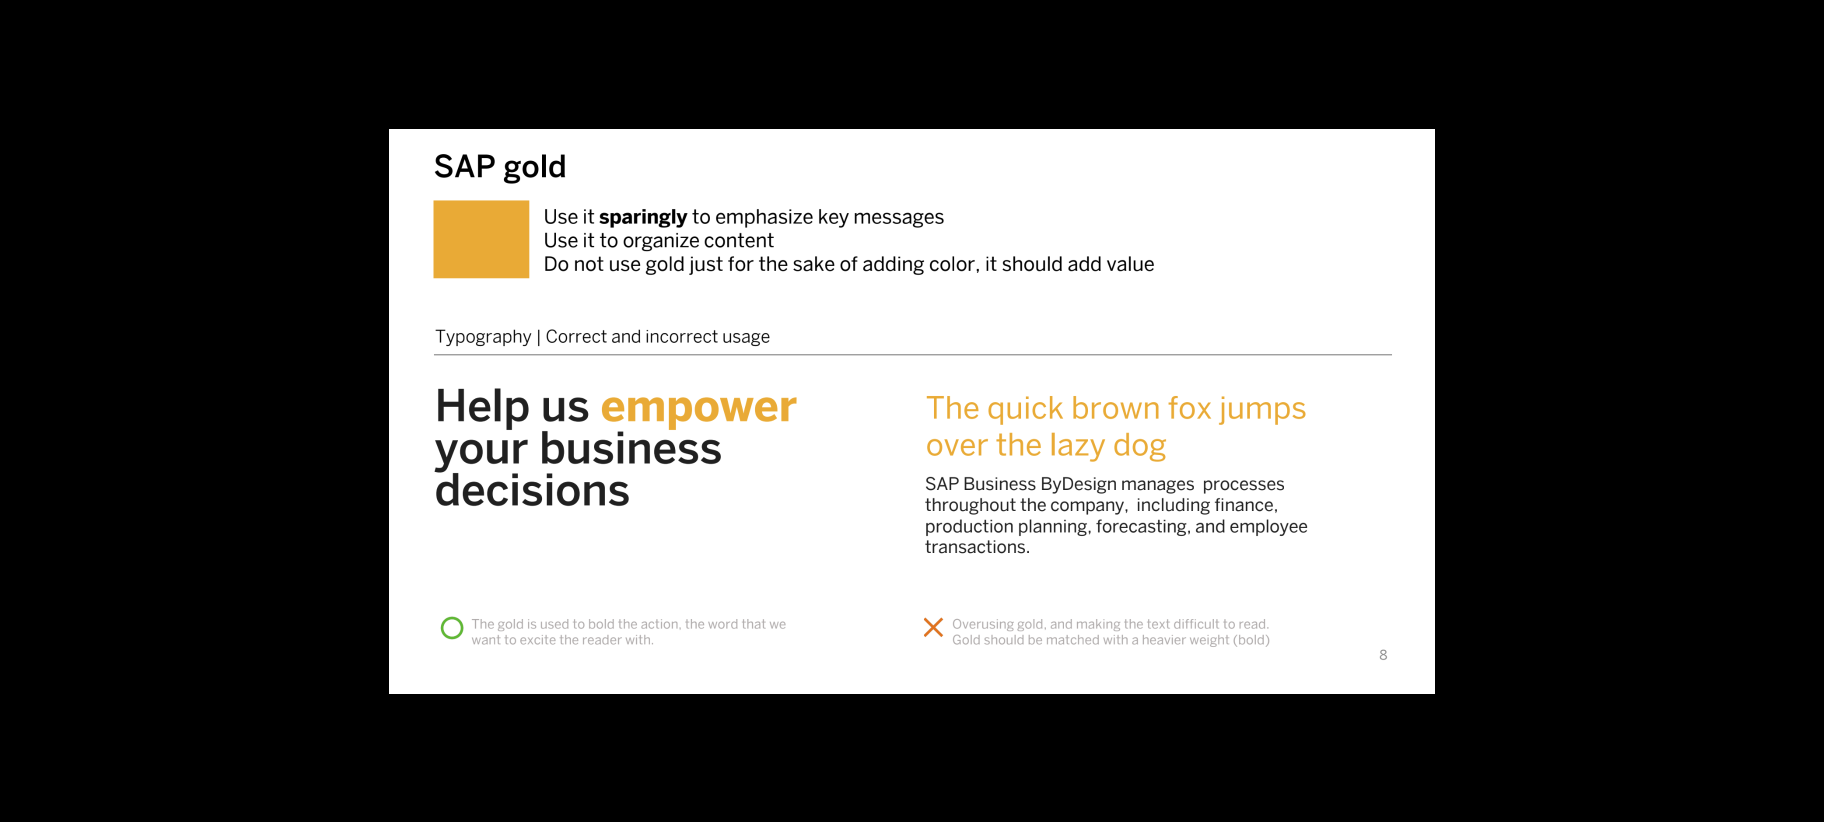 SAP gold
Use it sparingly to emphasize key messages
Use it to organize content
Do not use gold just for the sake of adding color, it should add value
Typography | Correct and incorrect usage
Help us empower
your business
decisions
The gold is used to bold the action, the word that we
want to excite the reader with.
The quick brown fox jumps
over the lazy dog
SAP Business ByDesign manages  processes
throughout the company,  including finance,
production planning, forecasting, and employee
transactions.
Overusing gold, and making the text difficult to read.
Gold should be matched with a heavier weight (bold)
8